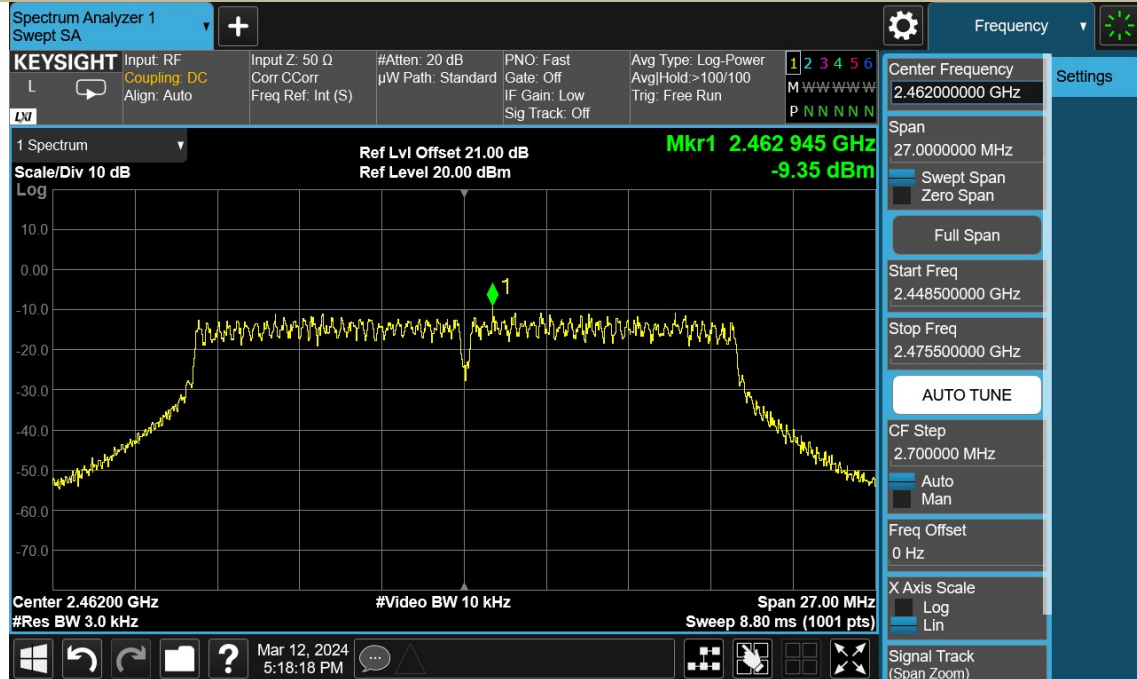 Spectrum Analyzer 1
Swept SA
+
Frequency
KEYSIGHT
L
LXI
Input: RF
Coupling: DC
Align: Auto
Input Z: 50 Ω
Corr CCorr
Freq Ref: Int (S)
#Atten: 20 dB
µW Path: Standard
PNO: Fast
Gate: Off
IF Gain: Low
Sig Track: Off
Avg Type: Log-Power
Avg|Hold:>100/100
Trig: Free Run
1 2 3 4 5 6
M W W W W W
P N N N N N
1 Spectrum
Scale/Div 10 dB
Ref Lvl Offset 21.00 dB
Ref Level 20.00 dBm
Mkr1 2.462 945 GHz
-9.35 dBm
Log
10.0
0.00
-10.0
-20.0
-30.0
-40.0
-50.0
-60.0
-70.0
1
Center 2.46200 GHz
#Res BW 3.0 kHz
#Video BW 10 kHz
Span 27.00 MHz
Sweep 8.80 ms (1001 pts)
?
Mar 12, 2024
5:18:18 PM
Center Frequency
2.462000000 GHz
Settings
Span
27.0000000 MHz
Swept Span
Zero Span
Full Span
Start Freq
2.448500000 GHz
Stop Freq
2.475500000 GHz
AUTO TUNE
CF Step
2.700000 MHz
Auto
Man
Freq Offset
0 Hz
X Axis Scale
Log
Lin
Signal Track
(Span Zoom)